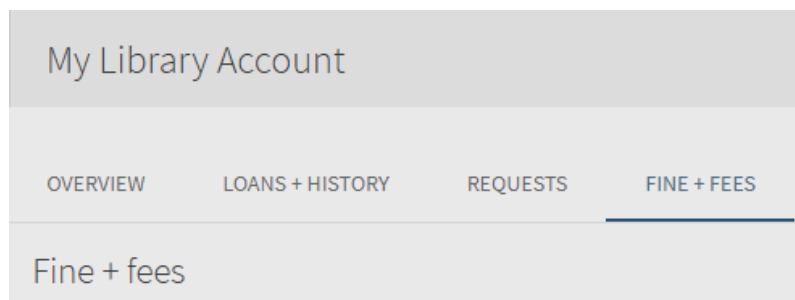 My Library Account
OVERVIEW LOANS + HISTORY REQUESTS FINE + FEES
Fine + fees